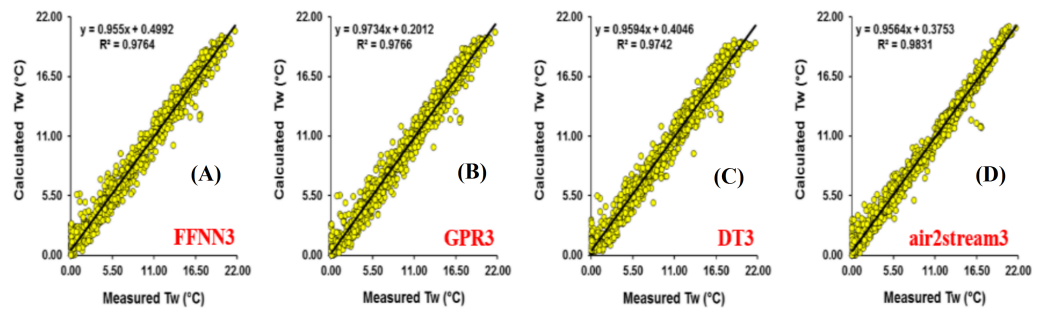 22.00
y = 0.955x + 0.4992
R² = 0.9764
16.50
11.00
5.50
0.00
0.00 5.50 11.00 16.50 22.00
Calculated Tw (°C)
Measured Tw (°C)
(A)
FFNN3
22.00
y = 0.9734x + 0.2012
R² = 0.9766
16.50
11.00
5.50
0.00
0.00 5.50 11.00 16.50 22.00
Calculated Tw (°C)
Measured Tw (°C)
(B)
GPR3
22.00
y = 0.9594x + 0.4046
R² = 0.9742
16.50
11.00
5.50
0.00
0.00 5.50 11.00 16.50 22.00
Calculated Tw (°C)
Measured Tw (°C)
(C)
DT3
22.00
y = 0.9564x + 0.3753
R² = 0.9831
16.50
11.00
5.50
0.00
0.00 5.50 11.00 16.50 22.00
Calculated Tw (°C)
Measured Tw (°C)
(D)
air2stream3